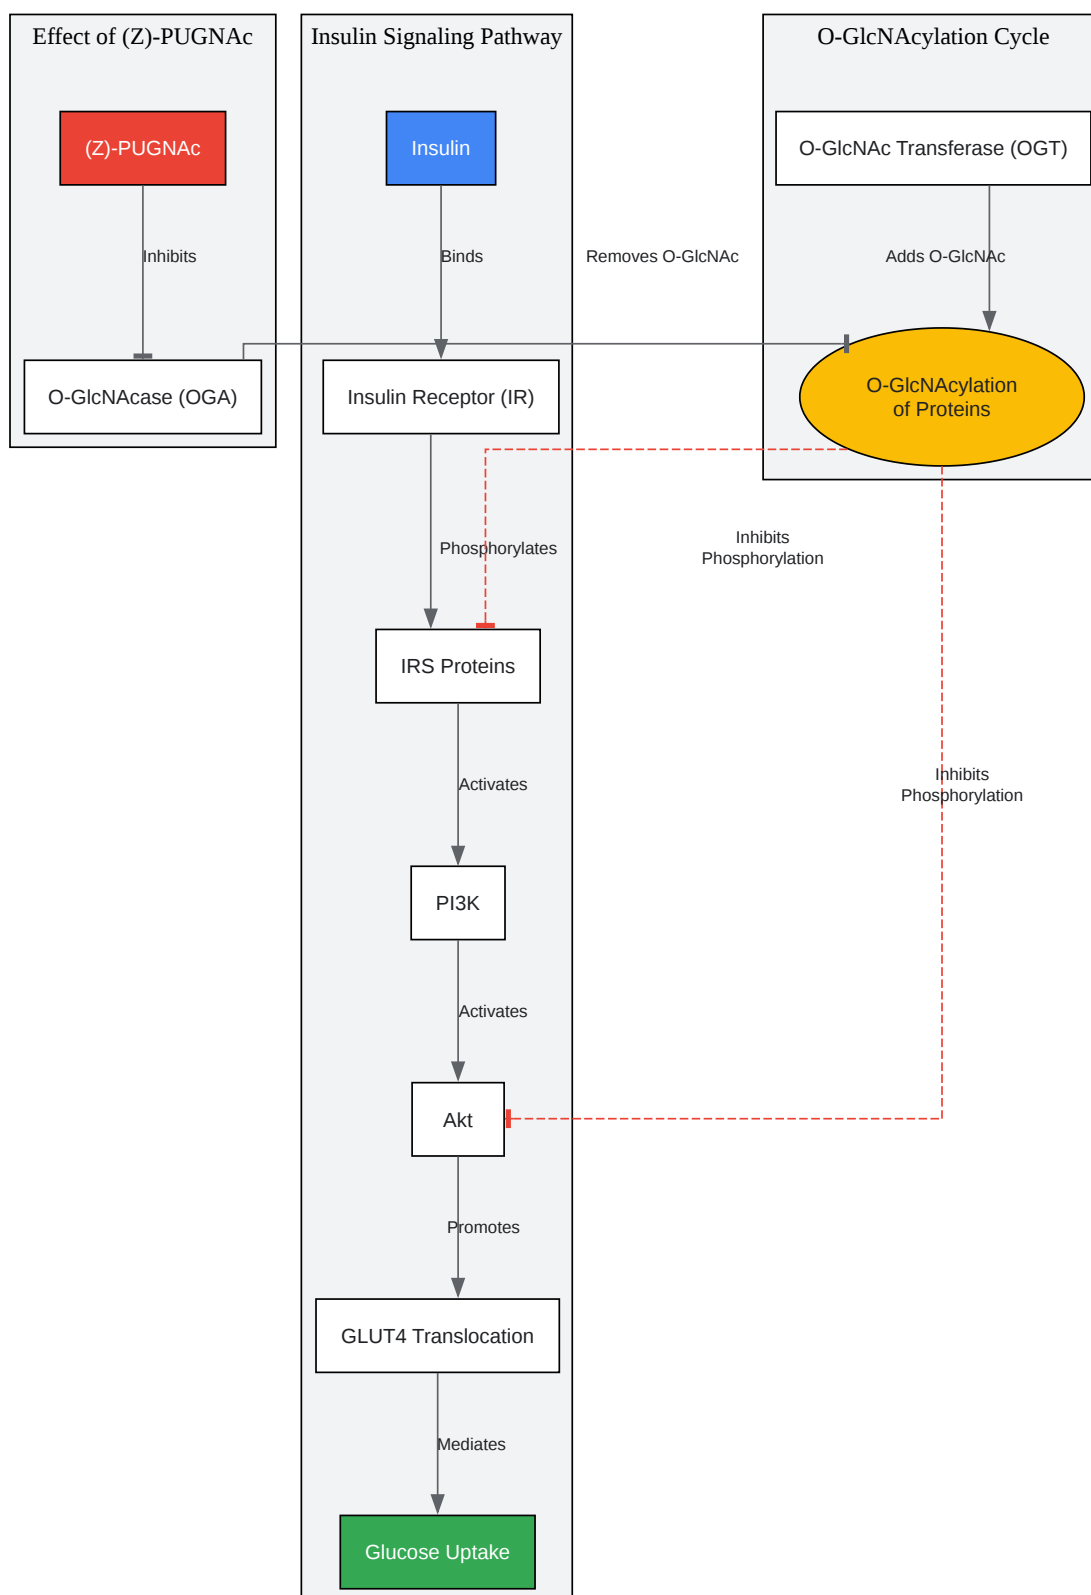 Effect of (Z)-PUGNAc
Insulin Signaling Pathway
O-GlcNAcylation Cycle
(Z)-PUGNAc
Insulin
O-GlcNAc Transferase (OGT)
Inhibits
Binds
Removes O-GlcNAc
Adds O-GlcNAc
O-GlcNAcase (OGA)
Insulin Receptor (IR)
O-GlcNAcylation
of Proteins
Phosphorylates
Inhibits
Phosphorylation
IRS Proteins
Activates
Inhibits
Phosphorylation
PI3K
Activates
Akt
Promotes
GLUT4 Translocation
Mediates
Glucose Uptake